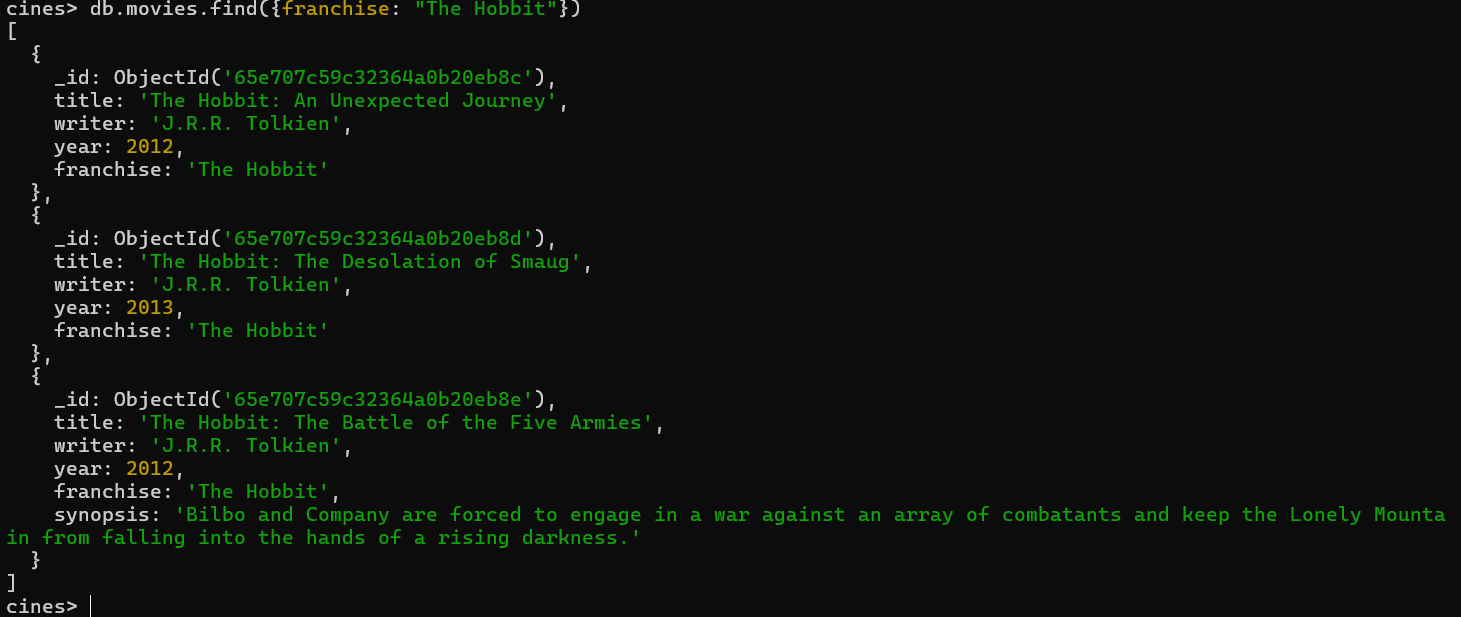 cines> db.movies.find({franchise: "The Hobbit"})
[
  {
    _id: ObjectId('65e707c59c32364a0b20eb8c'),
    title: 'The Hobbit: An Unexpected Journey',
    writer: 'J.R.R. Tolkien',
    year: 2012,
    franchise: 'The Hobbit'
  },
  {
    _id: ObjectId('65e707c59c32364a0b20eb8d'),
    title: 'The Hobbit: The Desolation of Smaug',
    writer: 'J.R.R. Tolkien',
    year: 2013,
    franchise: 'The Hobbit'
  },
  {
    _id: ObjectId('65e707c59c32364a0b20eb8e'),
    title: 'The Hobbit: The Battle of the Five Armies',
    writer: 'J.R.R. Tolkien',
    year: 2012,
    franchise: 'The Hobbit',
    synopsis: 'Bilbo and Company are forced to engage in a war against an array of combatants and keep the Lonely Mounta
in from falling into the hands of a rising darkness.'
  }
]
cines>